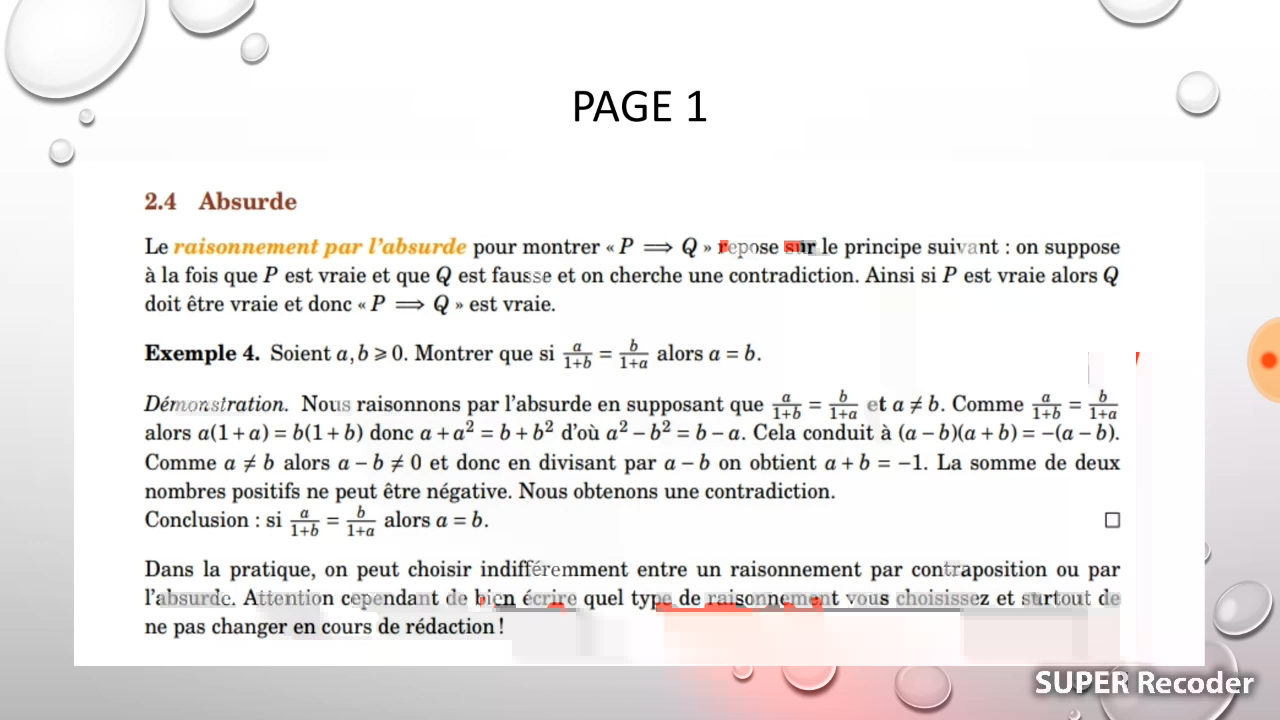 PAGE 1
2.4 Absurde
Le raisonnement par l'absurde pour montrer « P ⟹ Q » repose sur le principe suivant : on suppose
à la fois que P est vraie et que Q est fausse et on cherche une contradiction. Ainsi si P est vraie alors Q
doit être vraie et donc « P ⟹ Q » est vraie.
Exemple 4. Soient a, b ⩾ 0. Montrer que si a/(1+b) = b/(1+a) alors a = b.
Démonstration. Nous raisonnons par l'absurde en supposant que a/(1+b) = b/(1+a) et a ≠ b. Comme a/(1+b) = b/(1+a)
alors a(1 + a) = b(1 + b) donc a + a² = b + b² d'où a² − b² = b − a. Cela conduit à (a − b)(a + b) = −(a − b).
Comme a ≠ b alors a − b ≠ 0 et donc en divisant par a − b on obtient a + b = −1. La somme de deux
nombres positifs ne peut être négative. Nous obtenons une contradiction.
Conclusion : si a/(1+b) = b/(1+a) alors a = b. □
Dans la pratique, on peut choisir indifféremment entre un raisonnement par contraposition ou par
l'absurde. Attention cependant de bien écrire quel type de raisonnement vous choisissez et surtout de
ne pas changer en cours de rédaction !
SUPER Recoder